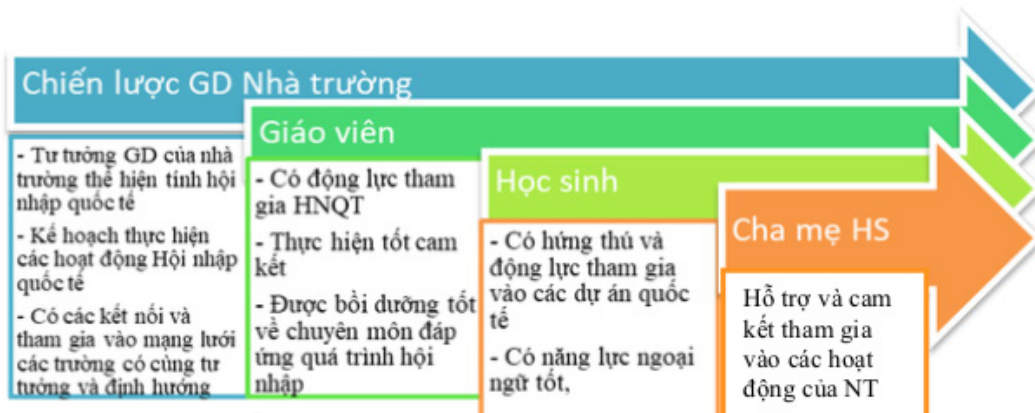 Chiến lược GD Nhà trường
- Tư tưởng GD của nhà
trường thể hiện tính hội
nhập quốc tế
- Kế hoạch thực hiện
các hoạt động Hội nhập
quốc tế
- Có các kết nối và
tham gia vào mạng lưới
các trường có cùng tư
tưởng và định hướng
Giáo viên
- Có động lực tham
gia HNQT
- Thực hiện tốt cam
kết
- Được bồi dưỡng tốt
về chuyên môn đáp
ứng quá trình hội
nhập
Học sinh
- Có hứng thú và
động lực tham gia
vào các dự án quốc
tế
- Có năng lực ngoại
ngữ tốt,
Cha mẹ HS
Hỗ trợ và cam
kết tham gia
vào các hoạt
động của NT